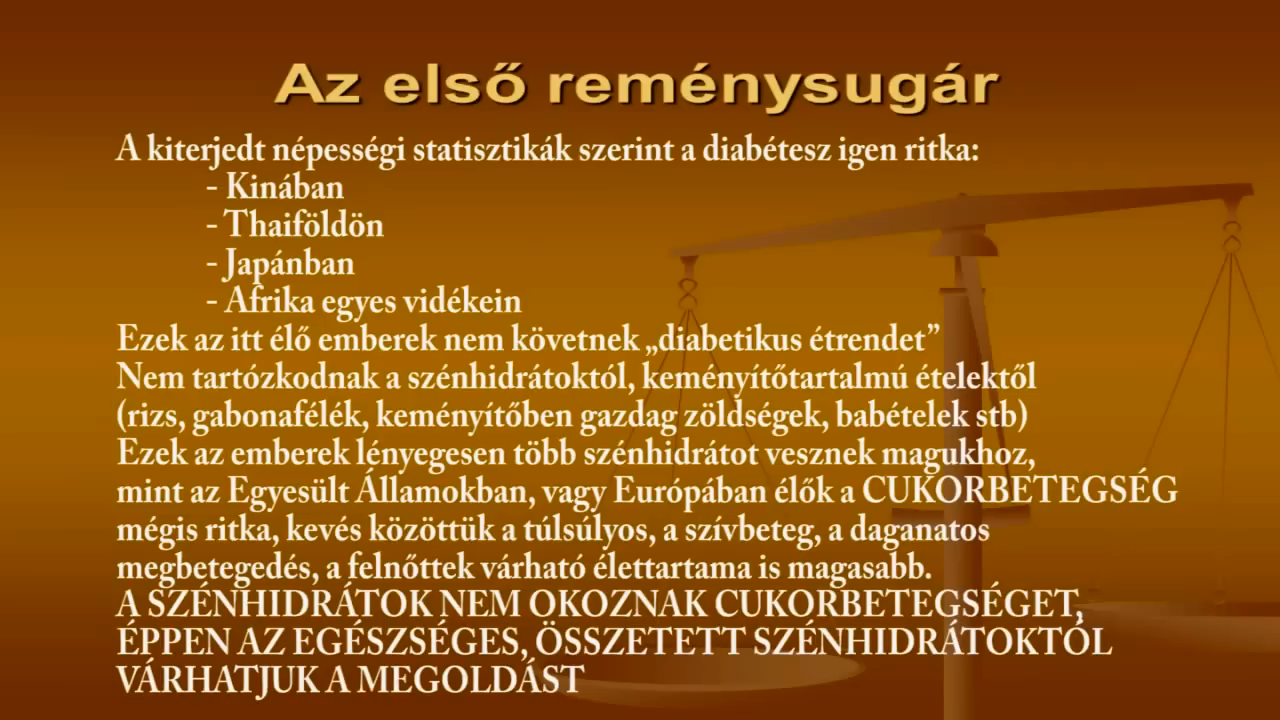 Az első reménysugár
A kiterjedt népességi statisztikák szerint a diabétesz igen ritka:
- Kinában
- Thaiföldön
- Japánban
- Afrika egyes vidékein
Ezek az itt élő emberek nem követnek „diabetikus étrendet”
Nem tartózkodnak a szénhidrátoktól, keményítőtartalmú ételektől
(rizs, gabonafélék, keményítőben gazdag zöldségek, babételek stb)
Ezek az emberek lényegesen több szénhidrátot vesznek magukhoz,
mint az Egyesült Államokban, vagy Európában élők a CUKORBETEGSÉG
mégis ritka, kevés közöttük a túlsúlyos, a szívbeteg, a daganatos
megbetegedés, a felnőttek várható élettartama is magasabb.
A SZÉNHIDRÁTOK NEM OKOZNAK CUKORBETEGSÉGET,
ÉPPEN AZ EGÉSZSÉGES, ÖSSZETETT SZÉNHIDRÁTOKTÓL
VÁRHATJUK A MEGOLDÁST